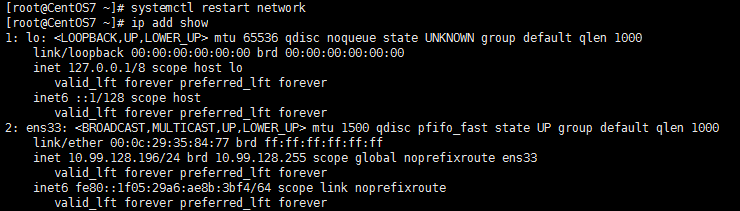 [root@CentOS7 ~]# systemctl restart network
[root@CentOS7 ~]# ip add show
1: lo: <LOOPBACK,UP,LOWER_UP> mtu 65536 qdisc noqueue state UNKNOWN group default qlen 1000
    link/loopback 00:00:00:00:00:00 brd 00:00:00:00:00:00
    inet 127.0.0.1/8 scope host lo
       valid_lft forever preferred_lft forever
    inet6 ::1/128 scope host
       valid_lft forever preferred_lft forever
2: ens33: <BROADCAST,MULTICAST,UP,LOWER_UP> mtu 1500 qdisc pfifo_fast state UP group default qlen 1000
    link/ether 00:0c:29:35:84:77 brd ff:ff:ff:ff:ff:ff
    inet 10.99.128.196/24 brd 10.99.128.255 scope global noprefixroute ens33
       valid_lft forever preferred_lft forever
    inet6 fe80::1f05:29a6:ae8b:3bf4/64 scope link noprefixroute
       valid_lft forever preferred_lft forever